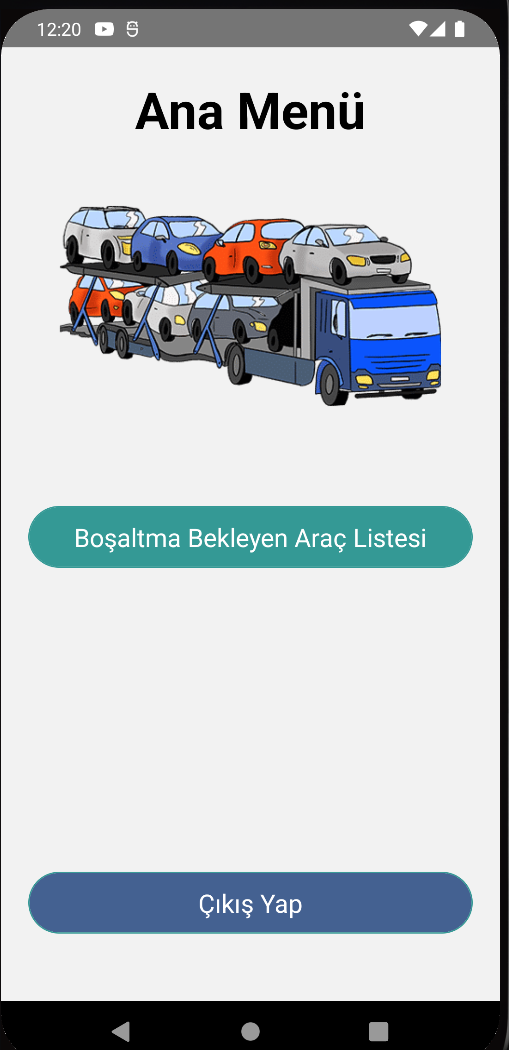 12:20
Ana Menü
Boşaltma Bekleyen Araç Listesi
Çıkış Yap